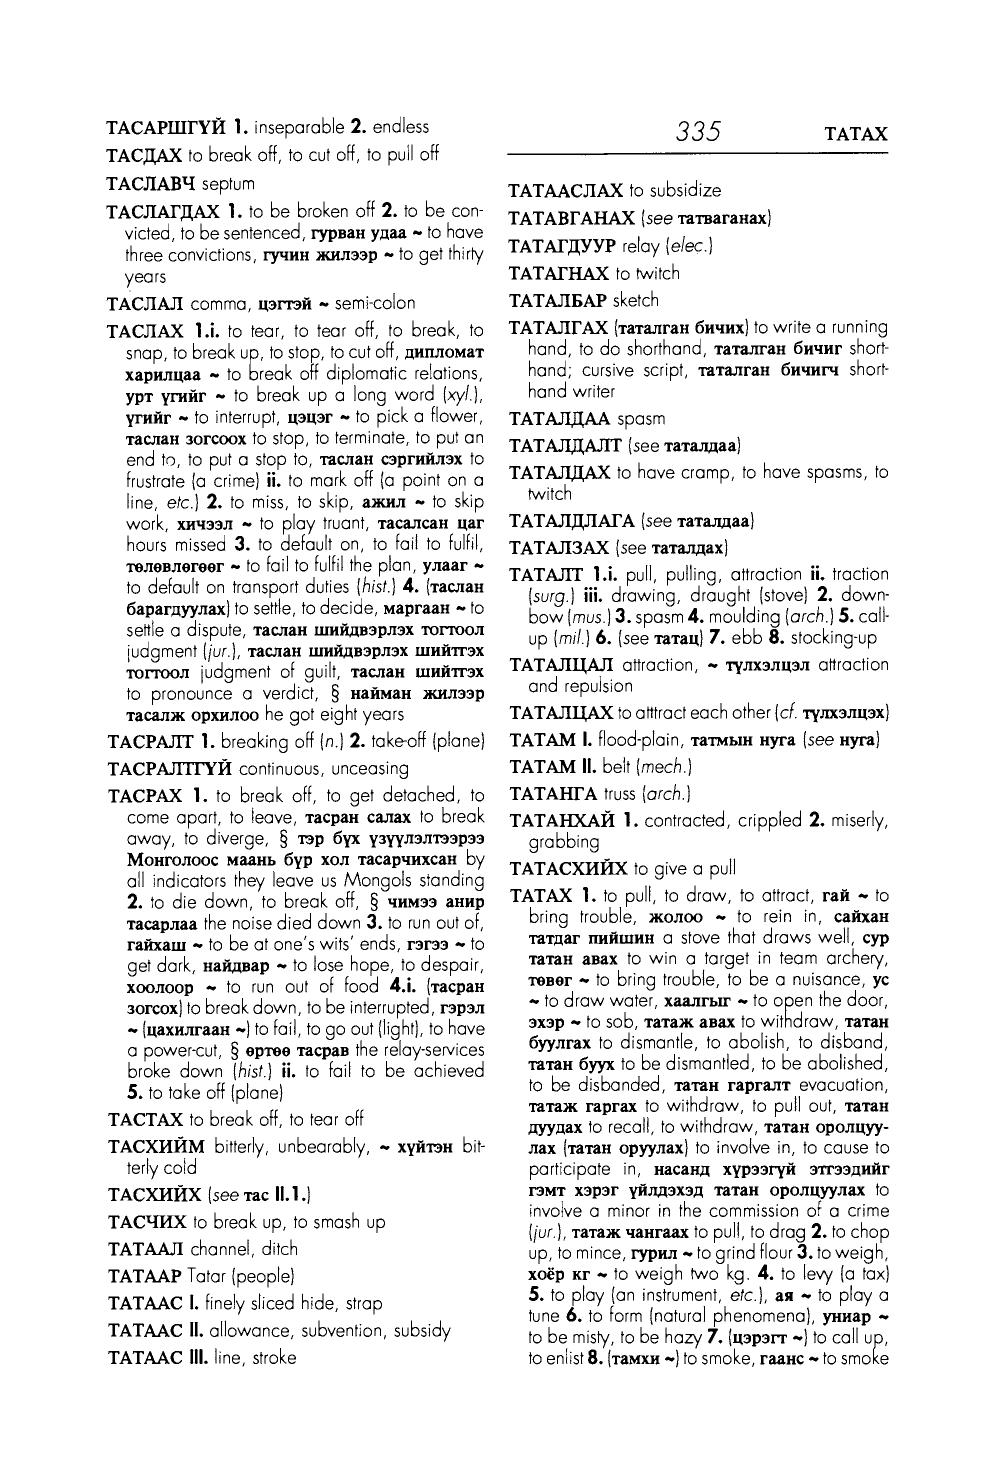 ТАСАРШГҮЙ 1. inseparable 2. endless
ТАСДАХ to break off, to cut off, to pull off
ТАСЛАВЧ septum
ТАСЛАГДАХ 1. to be broken off 2. to be con-
victed, to be sentenced, гурван удаа ~ to have
three convictions, гучин жилээр ~ to get thirty
years
ТАСЛАЛ comma, цэгтэй ~ semi-colon
ТАСЛАХ 1.i. to tear, to tear off, to break, to
snap, to break up, to stop, to cut off, дипломат
харилцаа ~ to break off diplomatic relations,
урт үгийг ~ to break up a long word (xyl.),
үгийг ~ to interrupt, цэцэг ~ to pick a flower,
таслан зогсоох to stop, to terminate, to put an
end to, to put a stop to, таслан сэргийлэх to
frustrate (a crime) ii. to mark off (a point on a
line, etc.) 2. to miss, to skip, ажил ~ to skip
work, хичээл ~ to play truant, тасалсан цаг
hours missed 3. to default on, to fail to fulfil,
төлөвлөгөөг ~ to fail to fulfil the plan, улааг ~
to default on transport duties (hist.) 4. (таслан
барагдуулах) to settle, to decide, маргаан ~ to
settle a dispute, таслан шийдвэрлэх тогтоол
judgment (jur.), таслан шийдвэрлэх шийтгэх
тогтоол judgment of guilt, таслан шийтгэх
to pronounce a verdict, § найман жилээр
тасалж орхилоо he got eight years
ТАСРАЛТ 1. breaking off (n.) 2. take-off (plane)
ТАСРАЛТГҮЙ continuous, unceasing
ТАСРАХ 1. to break off, to get detached, to
come apart, to leave, тасран салах to break
away, to diverge, § тэр бүх үзүүлэлтээрээ
Монголоос маань бүр хол тасарчихсан by
all indicators they leave us Mongols standing
2. to die down, to break off, § чимээ анир
тасарлаа the noise died down 3. to run out of,
гайхаш ~ to be at one's wits' ends, гэгээ ~ to
get dark, найдвар ~ to lose hope, to despair,
хоолоор ~ to run out of food 4.i. (тасран
зогсох) to break down, to be interrupted, гэрэл
~ (цахилгаан ~) to fail, to go out (light), to have
a power-cut, § өртөө тасрав the relay-services
broke down (hist.) ii. to fail to be achieved
5. to take off (plane)
ТАСТАХ to break off, to tear off
ТАСХИЙМ bitterly, unbearably, ~ хүйтэн bit-
terly cold
ТАСХИЙХ (see тас II.1.)
ТАСЧИХ to break up, to smash up
ТАТААЛ channel, ditch
ТАТААР Tatar (people)
ТАТААС I. finely sliced hide, strap
ТАТААС II. allowance, subvention, subsidy
ТАТААС III. line, stroke
335 ТАТАХ
ТАТААСЛАХ to subsidize
ТАТАВГАНАХ (see татваганах)
ТАТАГДУУР relay (elec.)
ТАТАГНАХ to twitch
ТАТАЛБАР sketch
ТАТАЛГАХ (таталган бичих) to write a running
hand, to do shorthand, таталган бичиг short-
hand; cursive script, таталган бичигч short-
hand writer
ТАТАЛДАА spasm
ТАТАЛДАЛТ (see таталдаа)
ТАТАЛДАХ to have cramp, to have spasms, to
twitch
ТАТАЛДЛАГА (see таталдаа)
ТАТАЛЗАХ (see таталдах)
ТАТАЛТ 1.i. pull, pulling, attraction ii. traction
(surg.) iii. drawing, draught (stove) 2. down-
bow (mus.) 3. spasm 4. moulding (arch.) 5. call-
up (mil.) 6. (see татац) 7. ebb 8. stocking-up
ТАТАЛЦАЛ attraction, ~ түлхэлцэл attraction
and repulsion
ТАТАЛЦАХ to atttract each other (cf. түлхэлцэх)
ТАТАМ I. flood-plain, татмын нуга (see нуга)
ТАТАМ II. belt (mech.)
ТАТАНГА truss (arch.)
ТАТАНХАЙ 1. contracted, crippled 2. miserly,
grabbing
ТАТАСХИЙХ to give a pull
ТАТАХ 1. to pull, to draw, to attract, гай ~ to
bring trouble, жолоо ~ to rein in, сайхан
татдаг пийшин a stove that draws well, сур
татан авах to win a target in team archery,
төвөг ~ to bring trouble, to be a nuisance, ус
~ to draw water, хаалгыг ~ to open the door,
эхэр ~ to sob, татаж авах to withdraw, татан
буулгах to dismantle, to abolish, to disband,
татан буух to be dismantled, to be abolished,
to be disbanded, татан гаргалт evacuation,
татаж гаргах to withdraw, to pull out, татан
дуудах to recall, to withdraw, татан оролцуу-
лах (татан оруулах) to involve in, to cause to
participate in, насанд хүрээгүй этгээдийг
гэмт хэрэг үйлдэхэд татан оролцуулах to
involve a minor in the commission of a crime
(jur.), татаж чангаах to pull, to drag 2. to chop
up, to mince, гурил ~ to grind flour 3. to weigh,
хоёр кг ~ to weigh two kg. 4. to levy (a tax)
5. to play (an instrument, etc.), ая ~ to play a
tune 6. to form (natural phenomena), униар ~
to be misty, to be hazy 7. (цэрэгт ~) to call up,
to enlist 8. (тамхи ~) to smoke, гаанс ~ to smoke